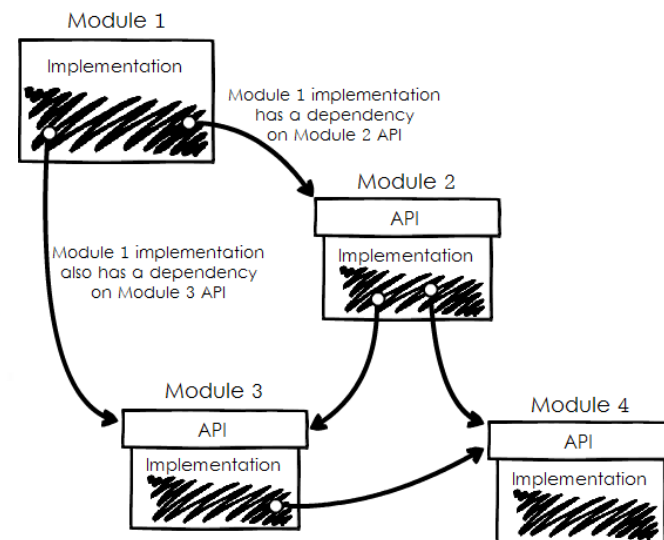 Module 1
Implementation
Module 1 implementation
has a dependency
on Module 2 API
Module 2
API
Implementation
Module 1 implementation
also has a dependency
on Module 3 API
Module 3
API
Implementation
Module 4
API
Implementation